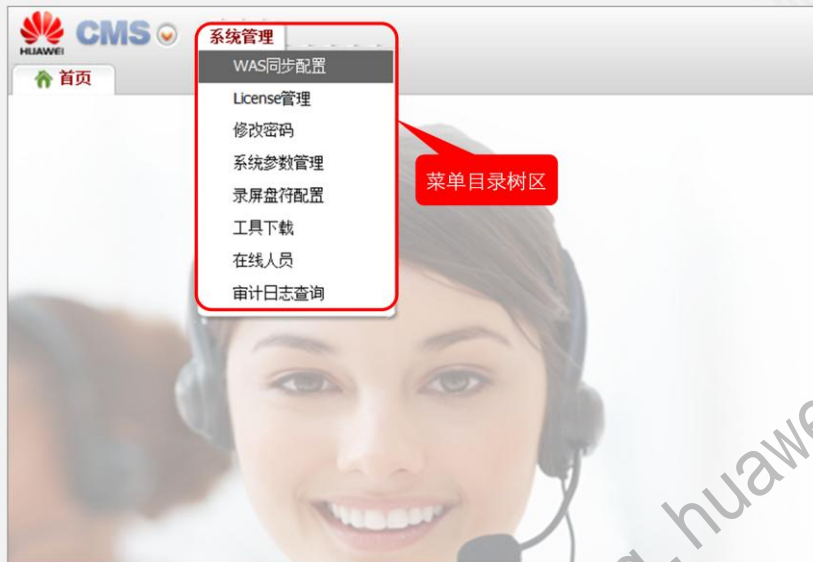 HUAWEI
CMS
系统管理
首页
WAS同步配置
License管理
修改密码
系统参数管理
录屏盘符配置
工具下载
在线人员
审计日志查询
菜单目录树区
huawe